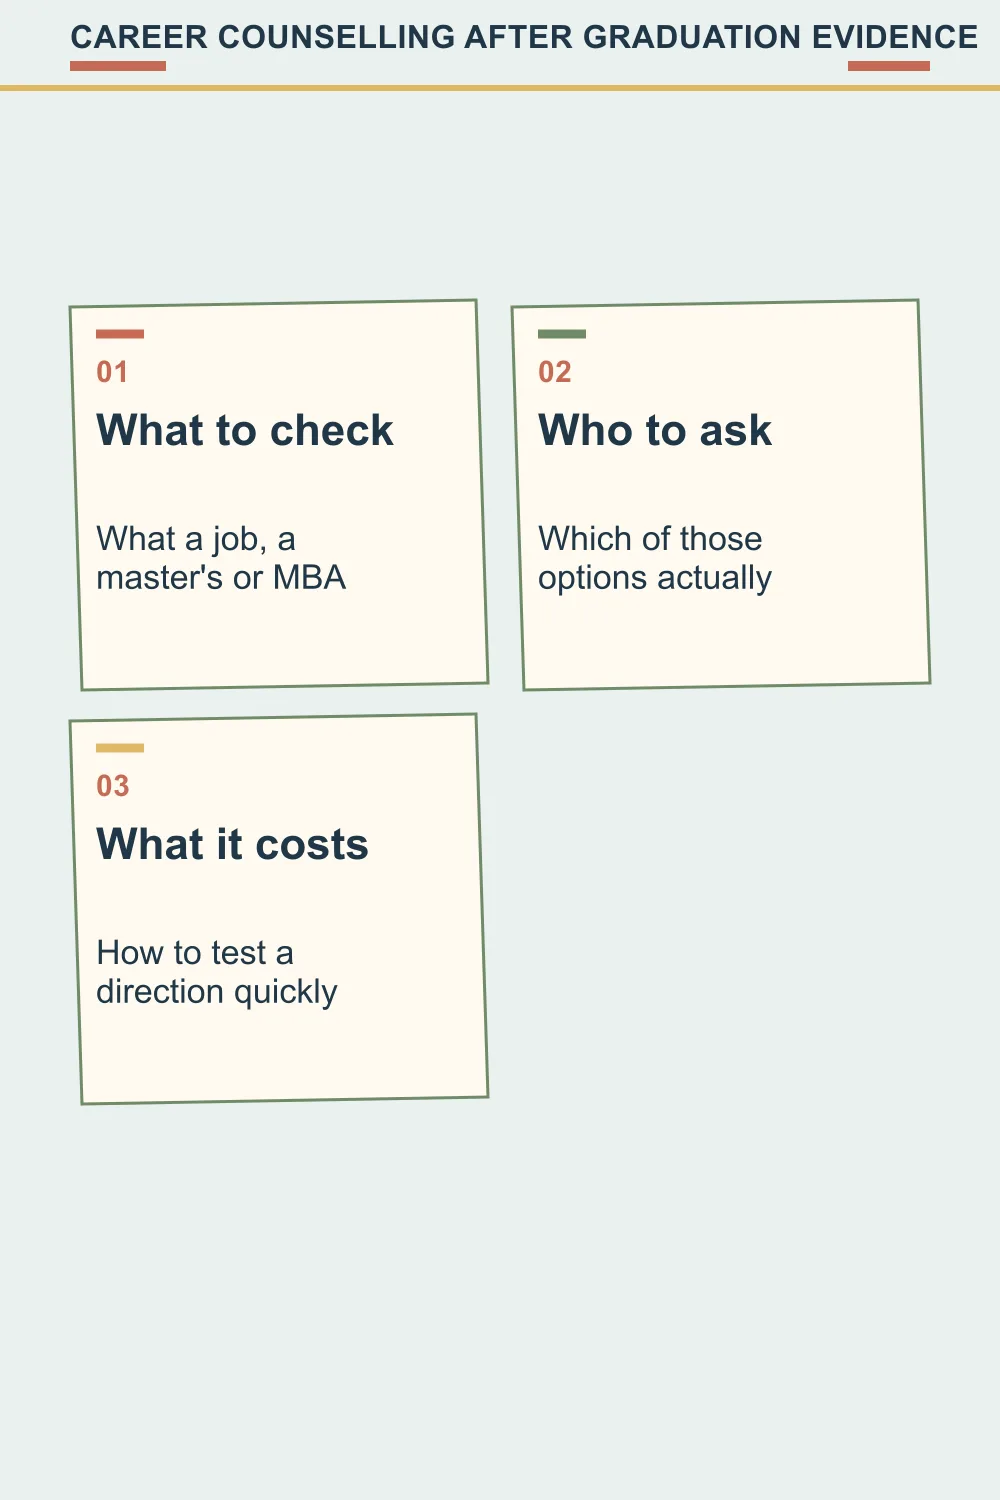 CAREER COUNSELLING AFTER GRADUATION EVIDENCE
01
What to check
What a job, a
master's or MBA
02
Who to ask
Which of those
options actually
03
What it costs
How to test a
direction quickly